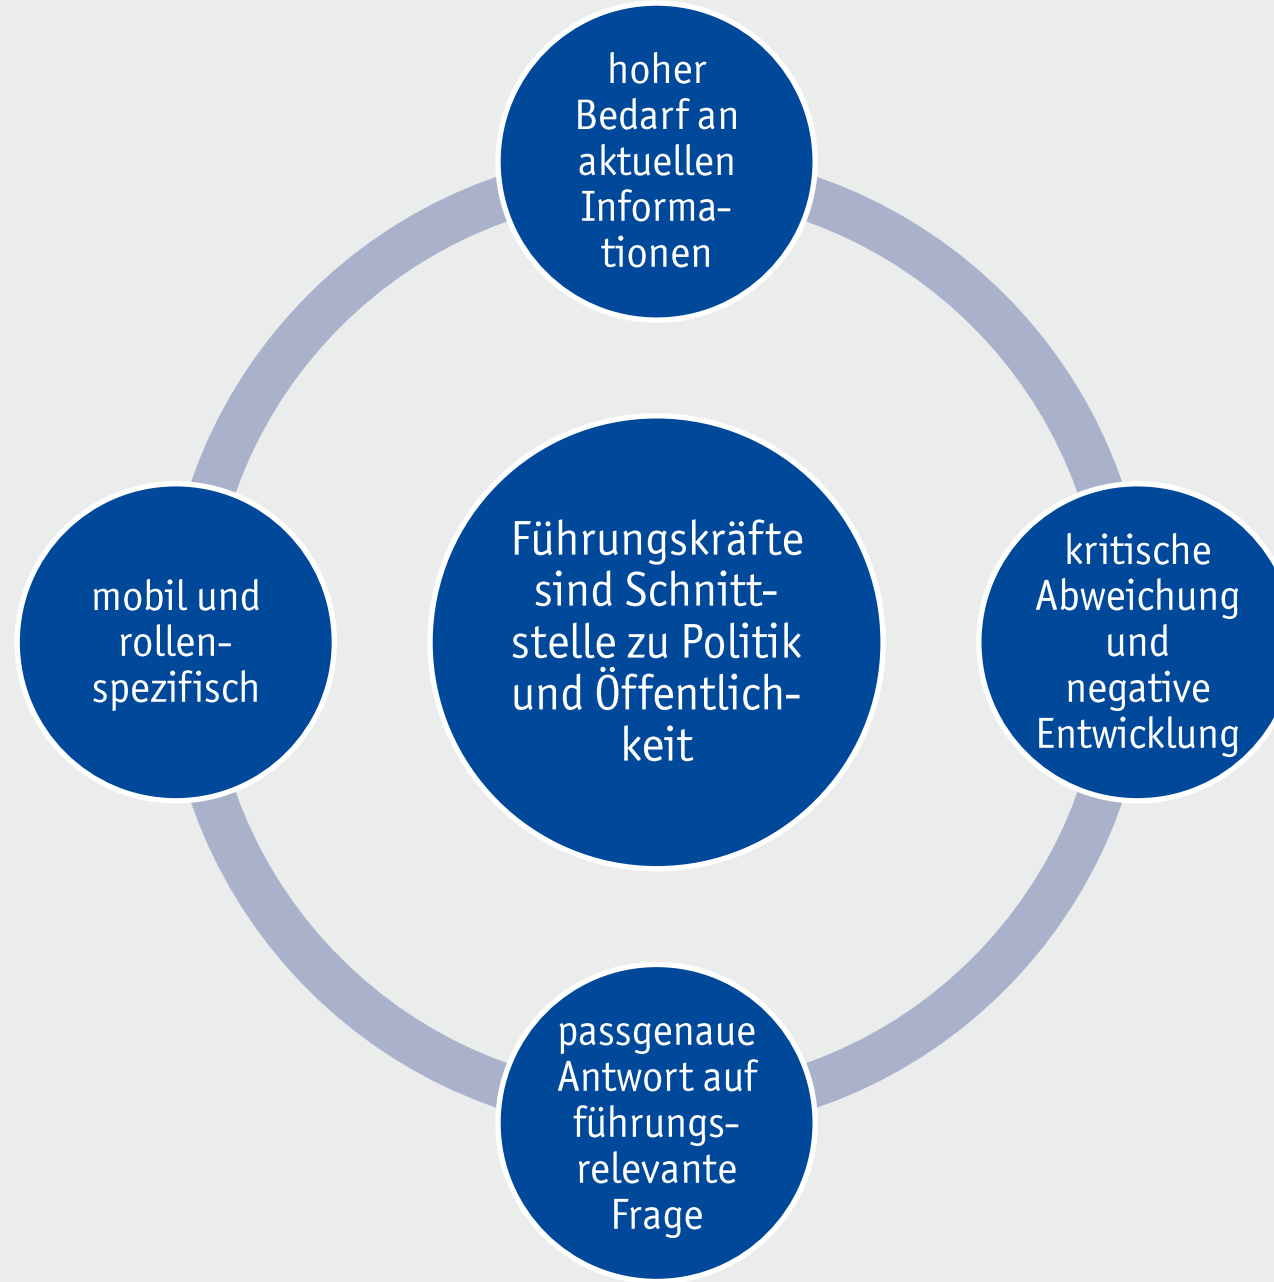 hoher
Bedarf an
aktuellen
Informa-
tionen
Führungskräfte
sind Schnitt-
stelle zu Politik
und Öffentlich-
keit
kritische
Abweichung
und
negative
Entwicklung
mobil und
rollen-
spezifisch
passgenaue
Antwort auf
führungs-
relevante
Frage